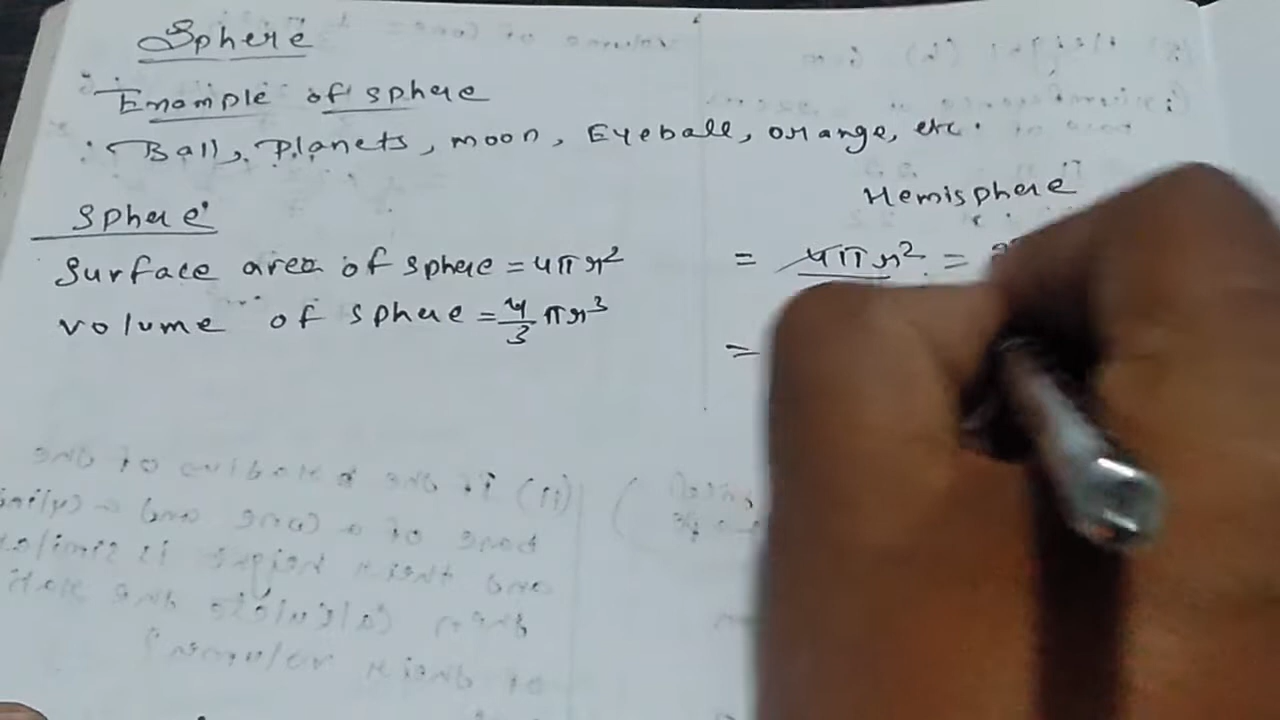 Sphere
Example of sphere
Ball, Planets, moon, Eyeball, orange, etc.
Sphere
Surface area of sphere = 4πr²
volume of sphere = 4/3 πr³
Hemisphere
= 4πr² =
=